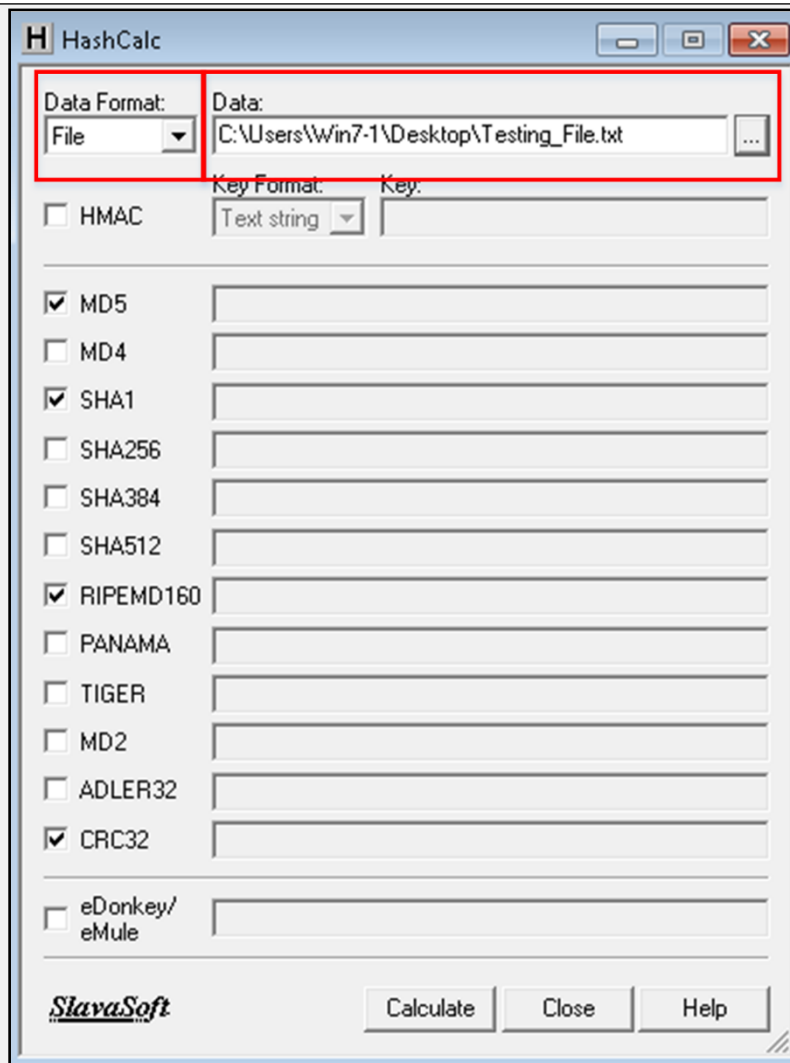 H HashCalc
Data Format: Data:
File C:\Users\Win7-1\Desktop\Testing_File.txt ...
Key Format: Key:
HMAC Text string
MD5
MD4
SHA1
SHA256
SHA384
SHA512
RIPEMD160
PANAMA
TIGER
MD2
ADLER32
CRC32
eDonkey/
eMule
SlavaSoft Calculate Close Help